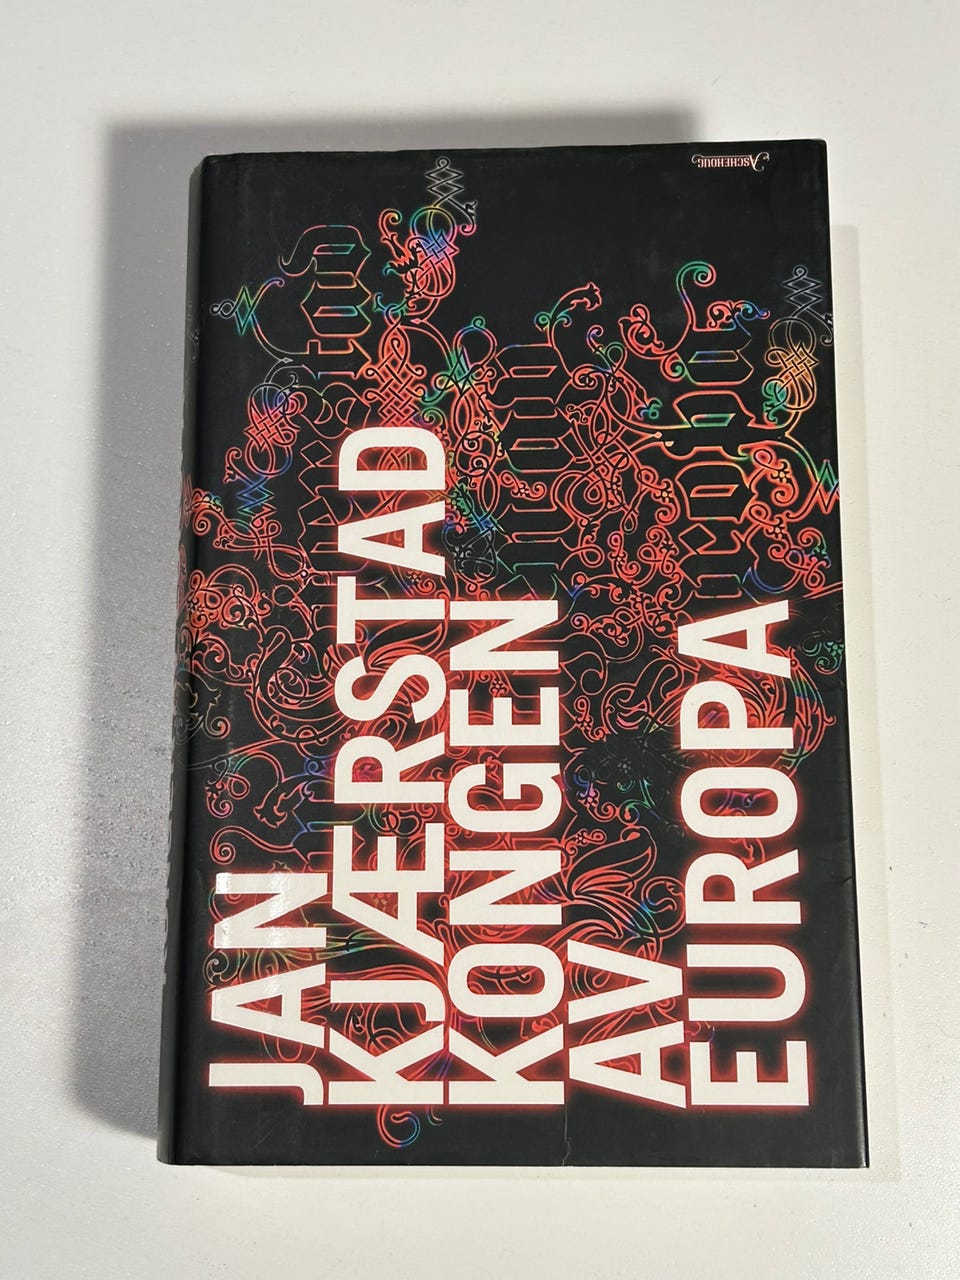 JAN
KJÆRSTAD
KONGEN
AV
EUROPA
ASCHEHOUG